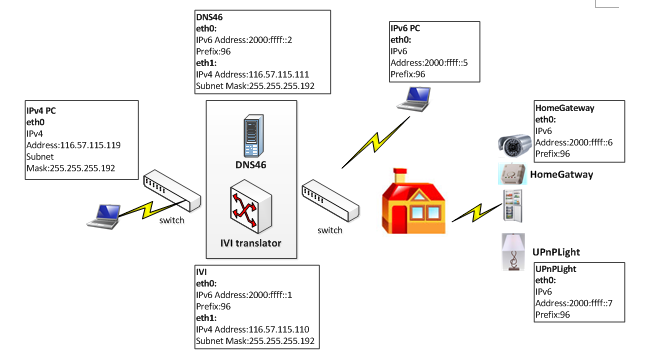 DNS46
eth0:
IPv6 Address:2000:ffff::2
Prefix:96
eth1:
IPv4 Address:116.57.115.111
Subnet Mask:255.255.255.192
IPv6 PC
eth0:
IPv6
Address:2000:ffff::5
Prefix:96
IPv4 PC
eth0
IPv4
Address:116.57.115.119
Subnet
Mask:255.255.255.192
HomeGateway
eth0:
IPv6
Address:2000:ffff::6
Prefix:96
DNS46
HomeGatway
switch
IVI translator
switch
UPnPLight
IVI
eth0:
IPv6 Address:2000:ffff::1
Prefix:96
eth1:
IPv4 Address:116.57.115.110
Subnet Mask:255.255.255.192
UPnPLight
eth0:
IPv6
Address:2000:ffff::7
Prefix:96